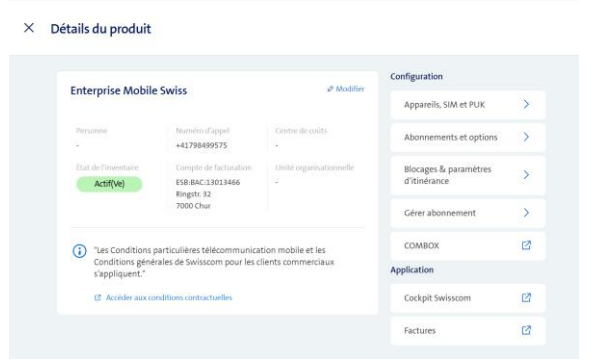 Détails du produit
Enterprise Mobile Swiss
Modifier
Personne
Numéro d'appel
Centre de coûts
-
+41798499575
-
État de l'inventaire
Compte de facturation
Unité organisationnelle
Actif(Ve)
ESB:BAC:13013466
-
Ringstr. 32
7000 Chur
"Les Conditions particulières télécommunication mobile et les
Conditions générales de Swisscom pour les clients commerciaux
s'appliquent."
Accéder aux conditions contractuelles
Configuration
Appareils, SIM et PUK
Abonnements et options
Blocages & paramètres
d'itinérance
Gérer abonnement
COMBOX
Application
Cockpit Swisscom
Factures